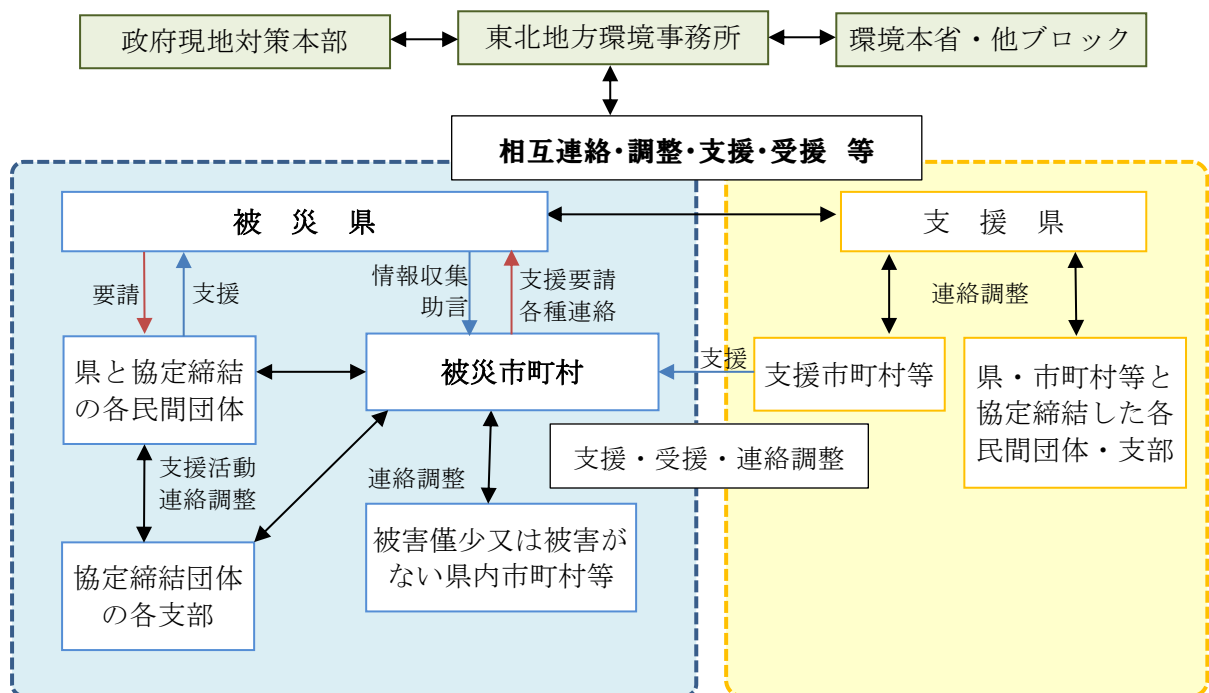 政府現地対策本部
東北地方環境事務所
環境本省・他ブロック
相互連絡・調整・支援・受援 等
被 災 県
支 援 県
要請
支援
情報収集
助言
支援要請
各種連絡
連絡調整
県と協定締結
の各民間団体
被災市町村
支援
支援市町村等
県・市町村等と
協定締結した各
民間団体・支部
支援活動
連絡調整
連絡調整
支援・受援・連絡調整
協定締結団体
の各支部
被害僅少又は被害が
ない県内市町村等